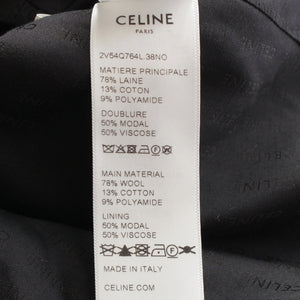 CELINE
PARIS
2V54Q764L.38NO
MATIERE PRINCIPALE
78% LAINE
13% COTON
9% POLYAMIDE
DOUBLURE
50% MODAL
50% VISCOSE
MAIN MATERIAL
78% WOOL
13% COTTON
9% POLYAMIDE
LINING
50% MODAL
50% VISCOSE
MADE IN ITALY
CELINE.COM